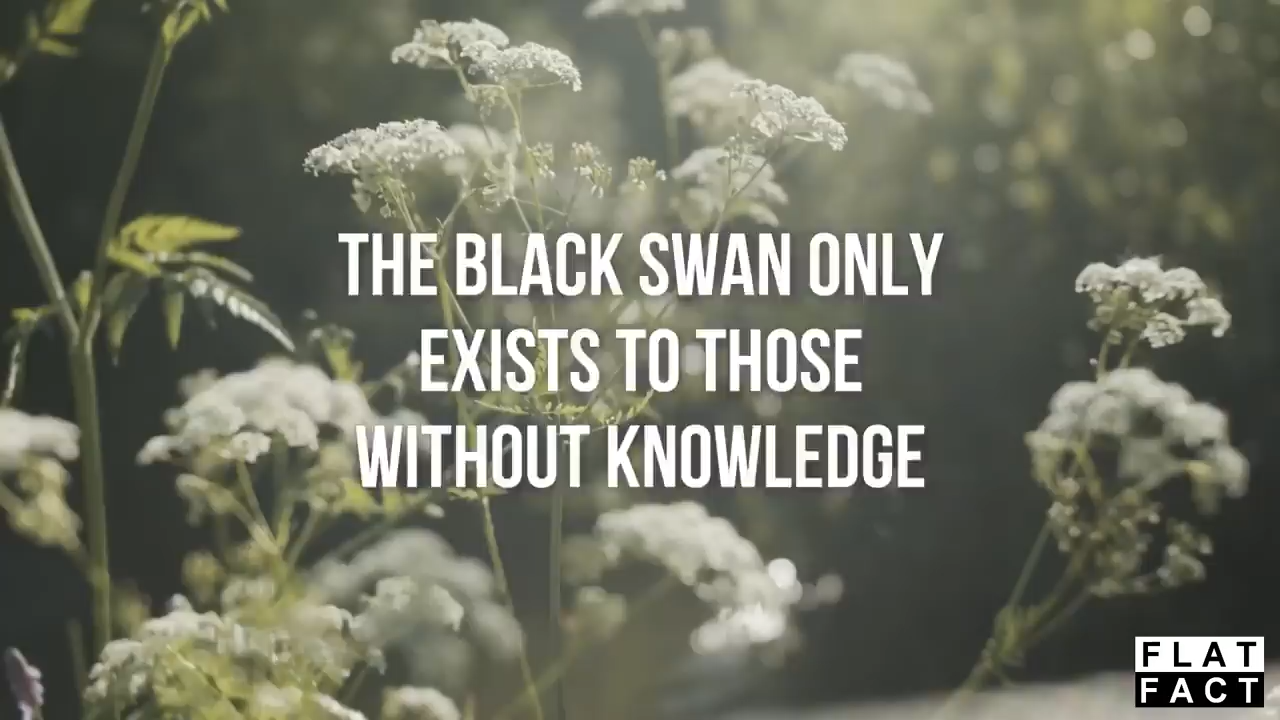 THE BLACK SWAN ONLY
EXISTS TO THOSE
WITHOUT KNOWLEDGE
FLAT
FACT